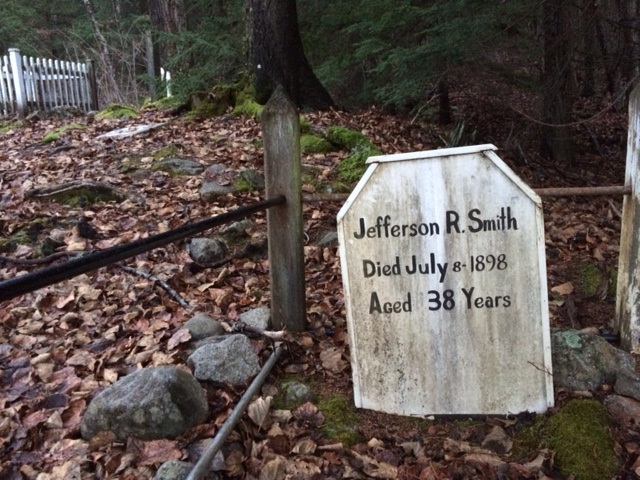 Jefferson R. Smith
Died July 8-1898
Aged 38 Years